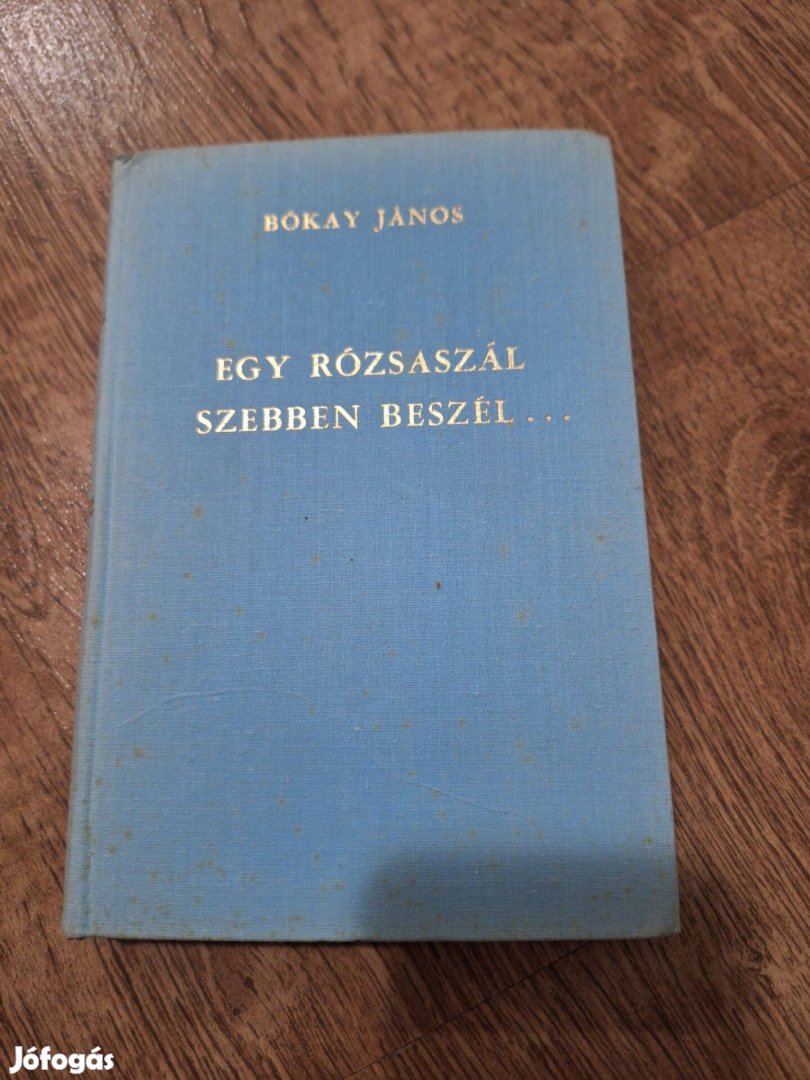 BÓKAY JÁNOS
EGY RÓZSASZÁL
SZEBBEN BESZÉL...
Jófogás